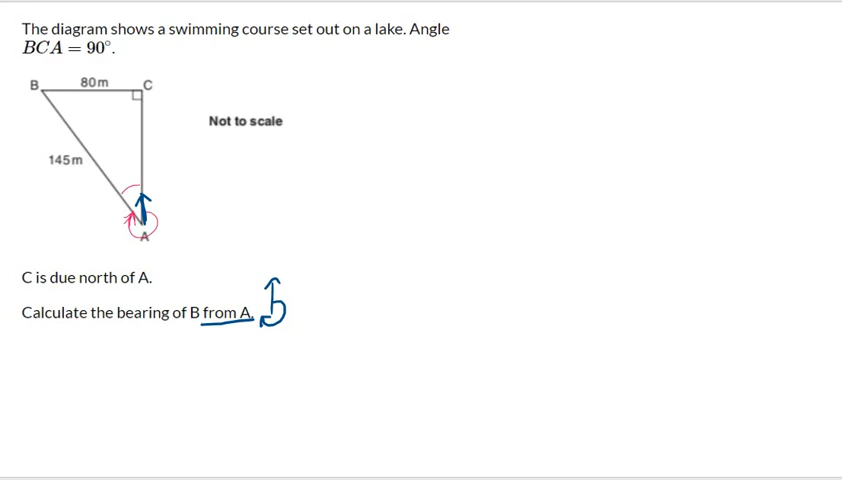 The diagram shows a swimming course set out on a lake. Angle
BCA = 90°.
B 80m C
Not to scale
145m
A
C is due north of A.
Calculate the bearing of B from A.